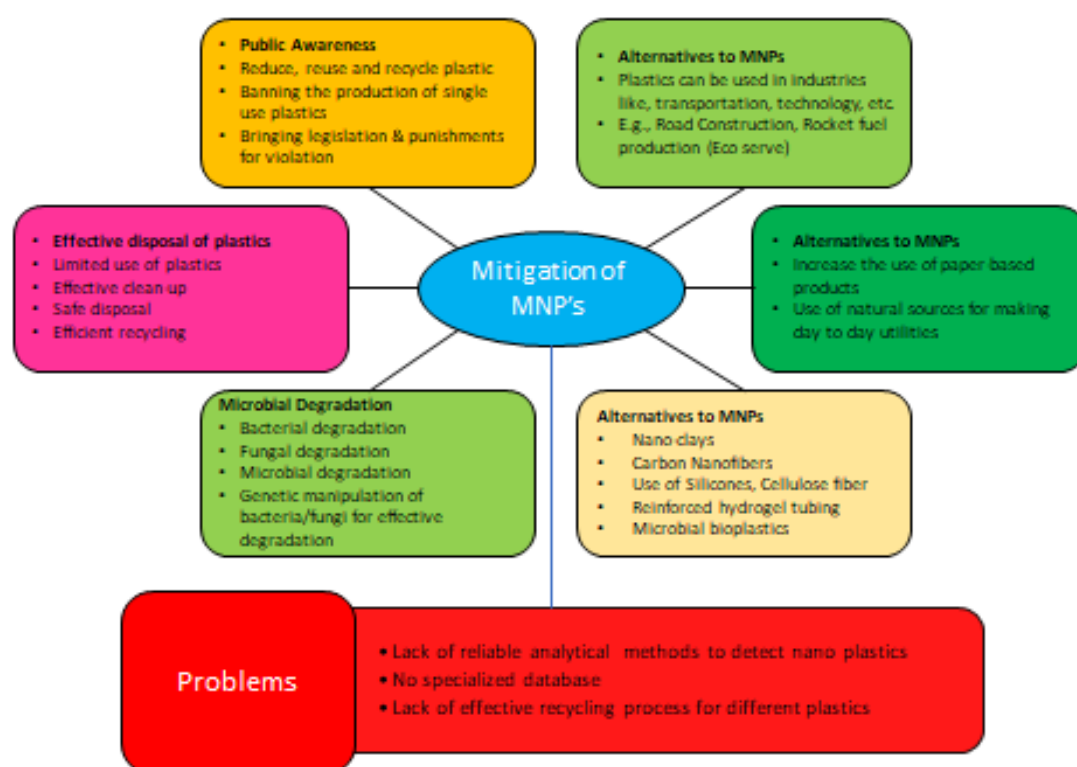 Public Awareness
Reduce, reuse and recycle plastic
Banning the production of single
use plastics
Bringing legislation & punishments
for violation
Alternatives to MNPs
Plastics can be used in industries
like, transportation, technology, etc.
E.g., Road Construction, Rocket fuel
production (Eco serve)
Effective disposal of plastics
Limited use of plastics
Effective clean-up
Safe disposal
Efficient recycling
Mitigation of
MNP's
Alternatives to MNPs
Increase the use of paper-based
products
Use of natural sources for making
day to day utilities
Microbial Degradation
Bacterial degradation
Fungal degradation
Microbial degradation
Genetic manipulation of
bacteria/fungi for effective
degradation
Alternatives to MNPs
Nano-clays
Carbon Nanofibers
Use of Silicones, Cellulose fiber
Reinforced hydrogel tubing
Microbial bioplastics
Problems
Lack of reliable analytical methods to detect nano plastics
No specialized database
Lack of effective recycling process for different plastics